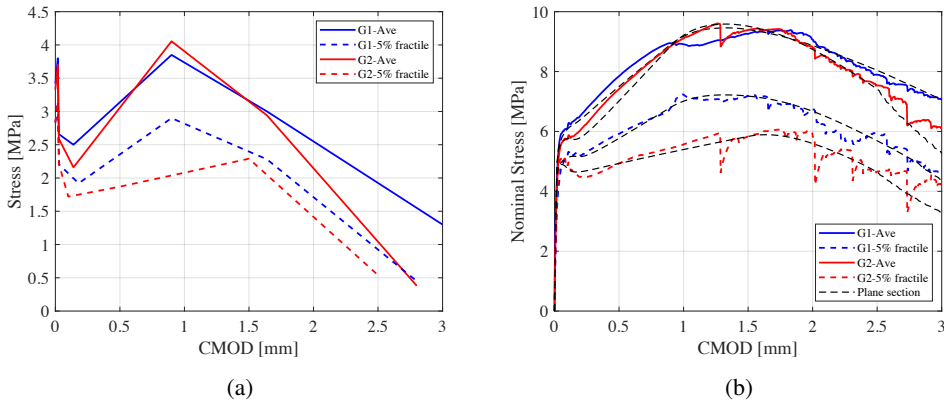 4.5
4
3.5
3
2.5
2
1.5
1
0.5
0
Stress [MPa]
0 0.5 1 1.5 2 2.5 3
CMOD [mm]
G1-Ave
G1-5% fractile
G2-Ave
G2-5% fractile
(a)
10
8
6
4
2
0
Nominal Stress [MPa]
0 0.5 1 1.5 2 2.5 3
CMOD [mm]
G1-Ave
G1-5% fractile
G2-Ave
G2-5% fractile
Plane section
(b)